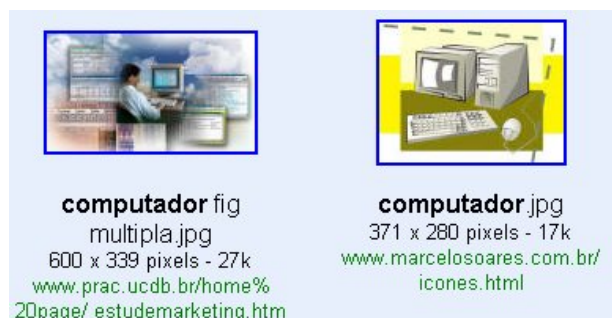 computador fig
multipla.jpg
600 x 339 pixels - 27k
www.prac.ucdb.br/home%
20page/ estudemarketing.htm
computador.jpg
371 x 280 pixels - 17k
www.marcelosoares.com.br/
icones.html